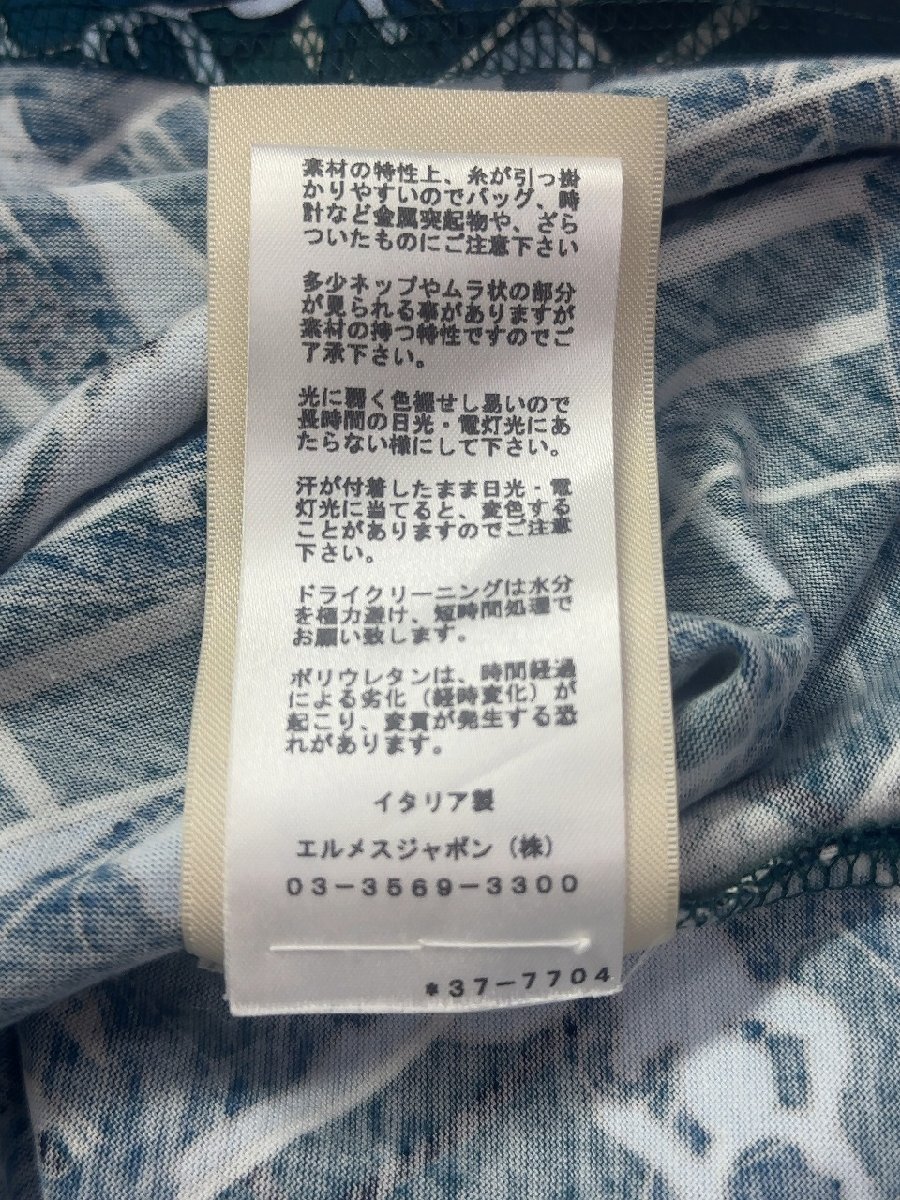 素材の特性上、糸が引っ掛
かりやすいのでバッグ、時
計など金属突起物や、ざら
ついたものにご注意下さい
多少ネップやムラ状の部分
が見られる事がありますが
素材の持つ特性ですのでご
了承下さい。
光に弱く色褪せし易いので
長時間の日光・電灯光にあ
たらない様にして下さい。
汗が付着したまま日光・電
灯光に当てると、変色する
ことがありますのでご注意
下さい。
ドライクリーニングは水分
を極力避け、短時間処理で
お願い致します。
ポリウレタンは、時間経過
による劣化（経時変化）が
起こり、変質が発生する恐
れがあります。
イタリア製
エルメスジャポン（株）
03-3569-3300
*37-7704